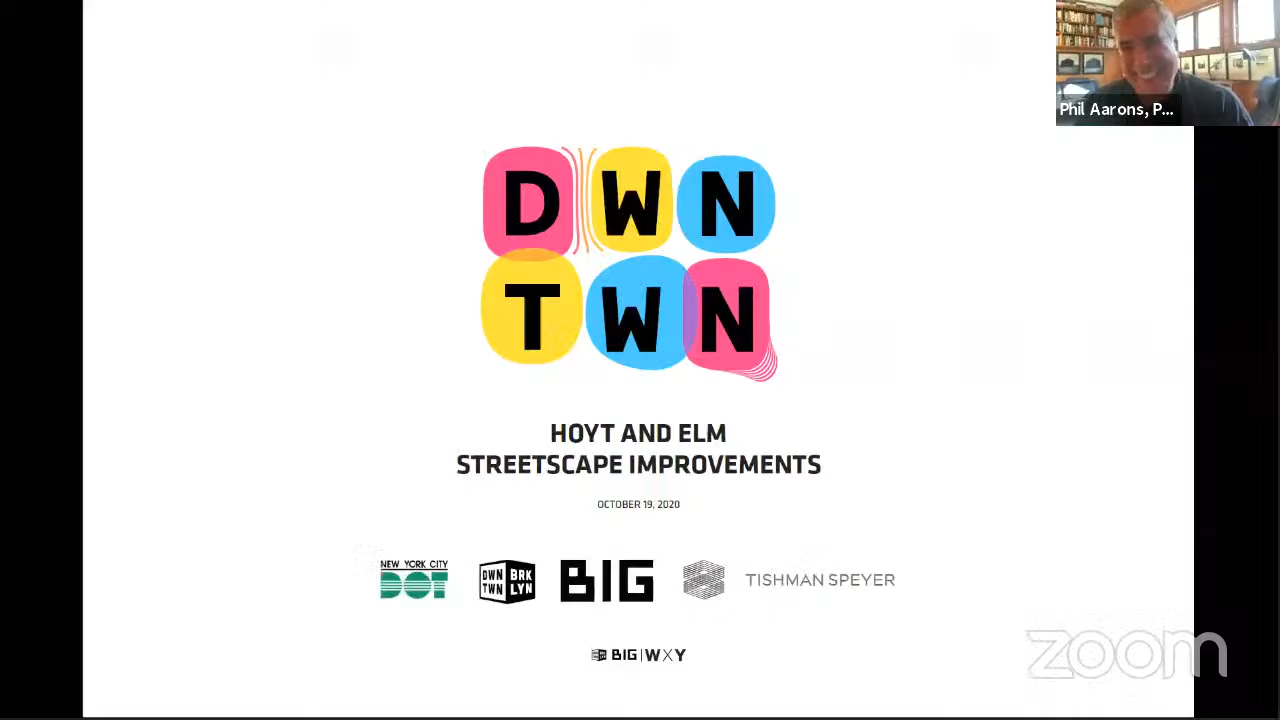 Phil Aarons, P...
DWN
TWN
HOYT AND ELM
STREETSCAPE IMPROVEMENTS
OCTOBER 19, 2020
NEW YORK CITY
DOT
DWN BRK
TWN LYN
BIG
TISHMAN SPEYER
BIG | WXY
zoom